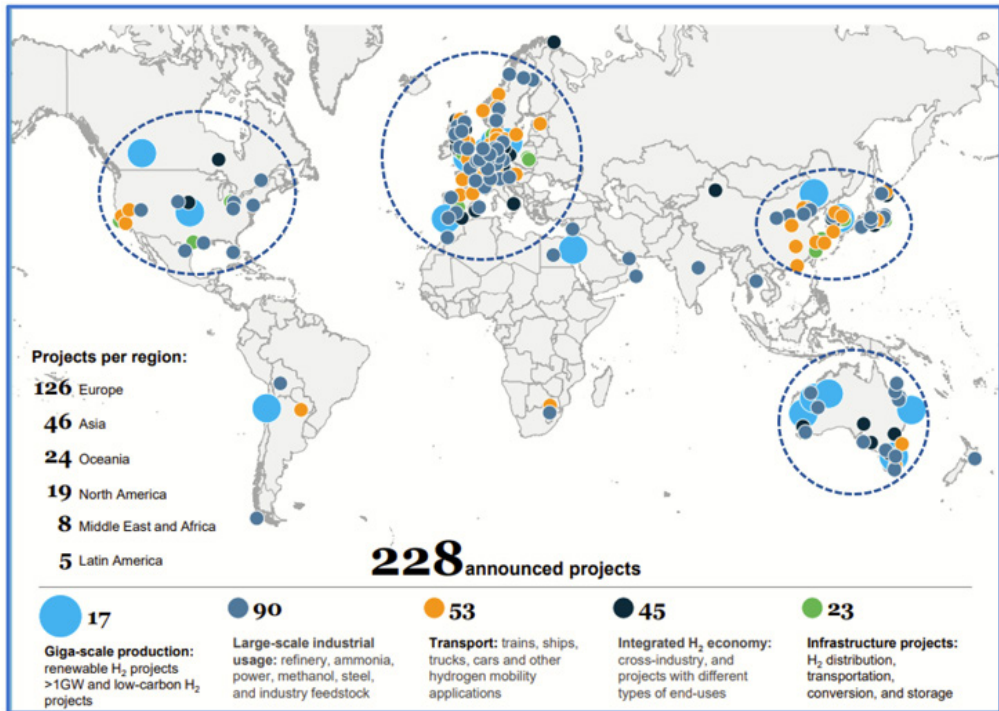 Projects per region:
126 Europe
46 Asia
24 Oceania
19 North America
8 Middle East and Africa
5 Latin America
228 announced projects
17
Giga-scale production:
renewable H₂ projects
>1GW and low-carbon H₂
projects
90
Large-scale industrial
usage: refinery, ammonia,
power, methanol, steel,
and industry feedstock
53
Transport: trains, ships,
trucks, cars and other
hydrogen mobility
applications
45
Integrated H₂ economy:
cross-industry, and
projects with different
types of end-uses
23
Infrastructure projects:
H₂ distribution,
transportation,
conversion, and storage